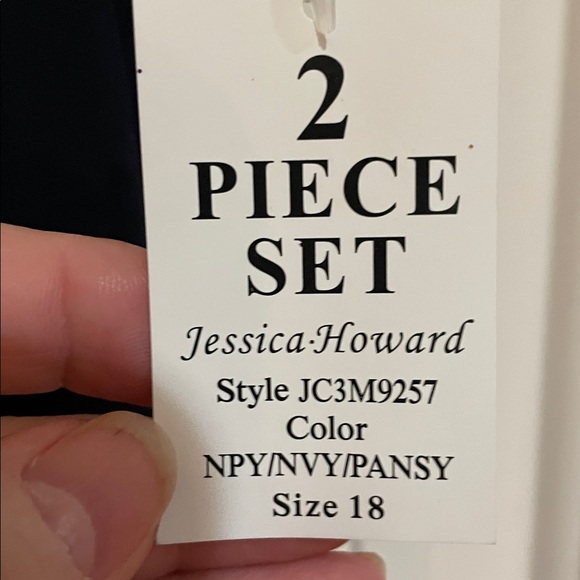 2
PIECE
SET
Jessica·Howard
Style JC3M9257
Color
NPY/NVY/PANSY
Size 18